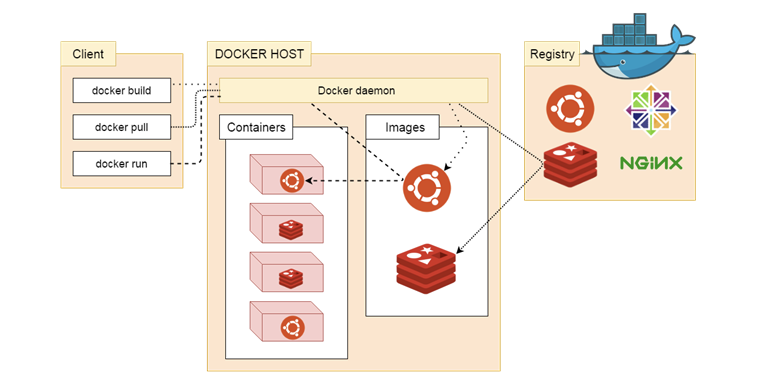 Client
docker build
docker pull
docker run
DOCKER HOST
Docker daemon
Containers
Images
Registry
NGiNX